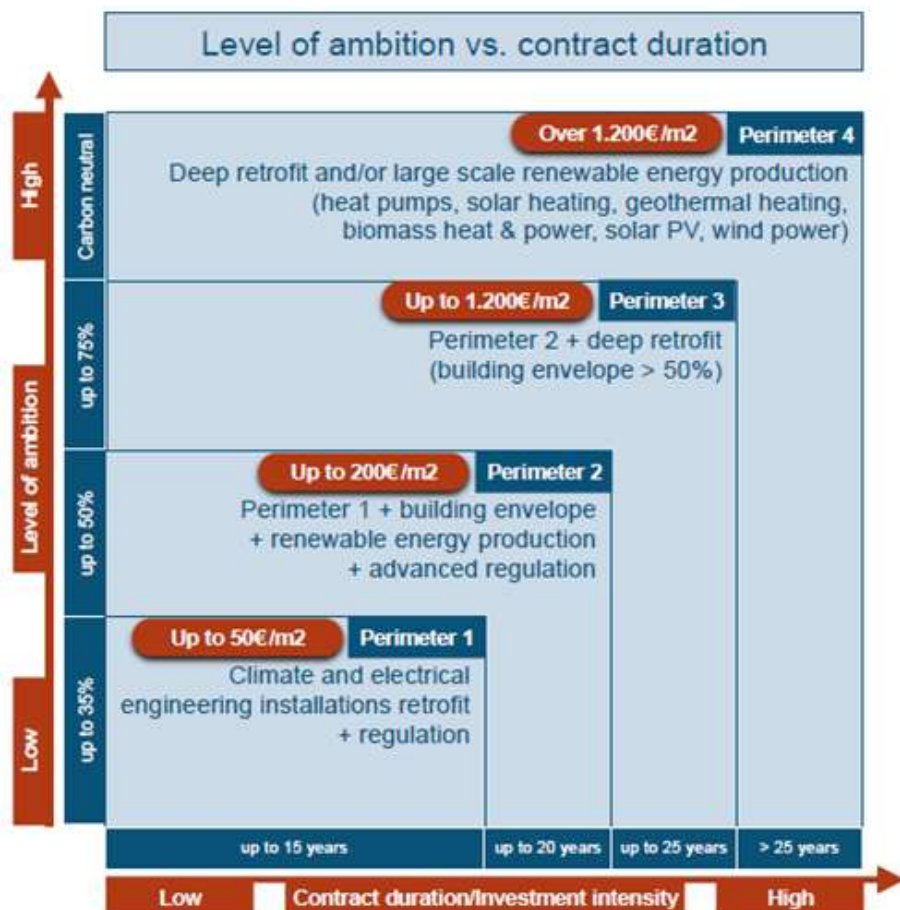 Level of ambition vs. contract duration
High
Level of ambition
Low
Carbon neutral
up to 75%
up to 50%
up to 35%
Over 1.200€/m2
Perimeter 4
Deep retrofit and/or large scale renewable energy production
(heat pumps, solar heating, geothermal heating,
biomass heat & power, solar PV, wind power)
Up to 1.200€/m2
Perimeter 3
Perimeter 2 + deep retrofit
(building envelope > 50%)
Up to 200€/m2
Perimeter 2
Perimeter 1 + building envelope
+ renewable energy production
+ advanced regulation
Up to 50€/m2
Perimeter 1
Climate and electrical
engineering installations retrofit
+ regulation
up to 15 years
up to 20 years
up to 25 years
> 25 years
Low
Contract duration/Investment intensity
High